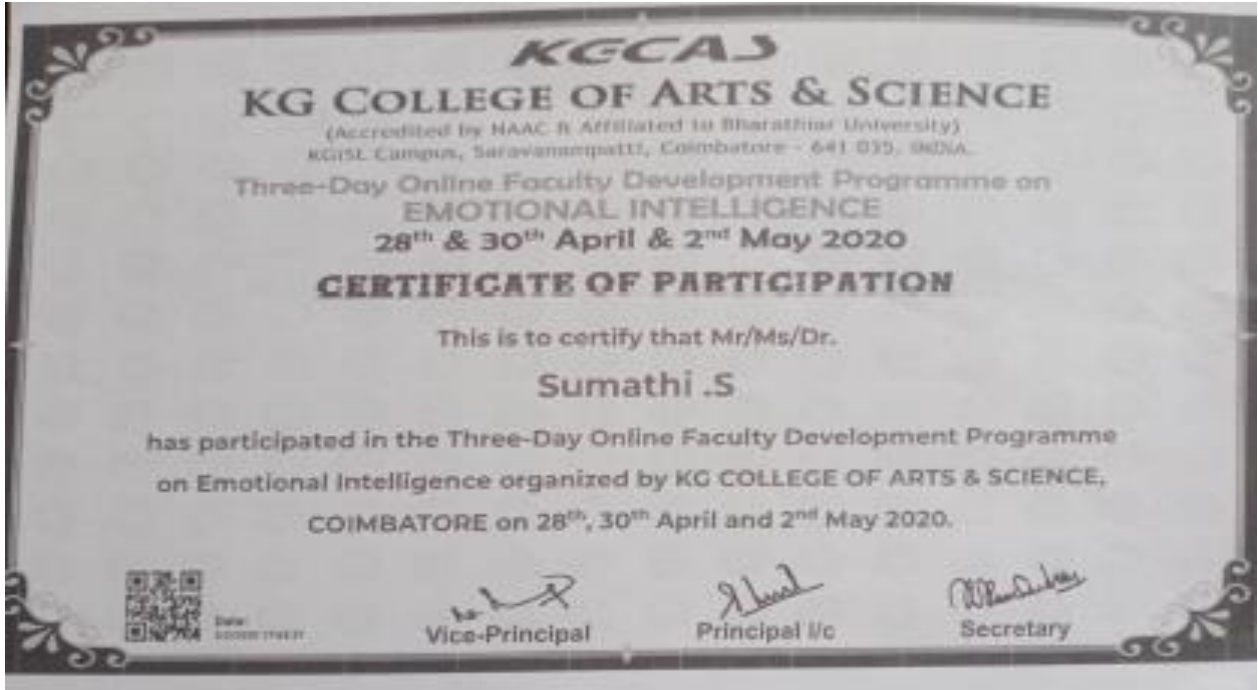 KGCAS
KG COLLEGE OF ARTS & SCIENCE
(Accredited by NAAC & Affiliated to Bharathiar University)
KGISL Campus, Saravanampatti, Coimbatore - 641 035, INDIA.
Three-Day Online Faculty Development Programme on
EMOTIONAL INTELLIGENCE
28th & 30th April & 2nd May 2020
CERTIFICATE OF PARTICIPATION
This is to certify that Mr/Ms/Dr.
Sumathi .S
has participated in the Three-Day Online Faculty Development Programme
on Emotional Intelligence organized by KG COLLEGE OF ARTS & SCIENCE,
COIMBATORE on 28th, 30th April and 2nd May 2020.
Date:
Vice-Principal
Principal I/c
Secretary